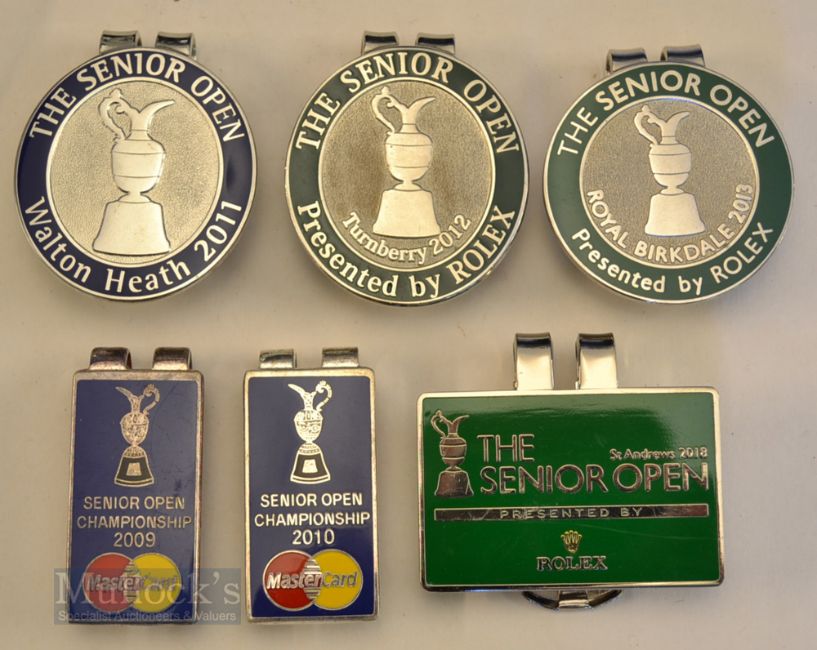 THE SENIOR OPEN
Walton Heath 2011
THE SENIOR OPEN
Turnberry 2012
Presented by ROLEX
THE SENIOR OPEN
ROYAL BIRKDALE 2013
Presented by ROLEX
SENIOR OPEN
CHAMPIONSHIP
2009
MasterCard
SENIOR OPEN
CHAMPIONSHIP
2010
MasterCard
St Andrews 2018
THE
SENIOR OPEN
PRESENTED BY
ROLEX
Mullock's
Specialist Auctioneers & Valuers